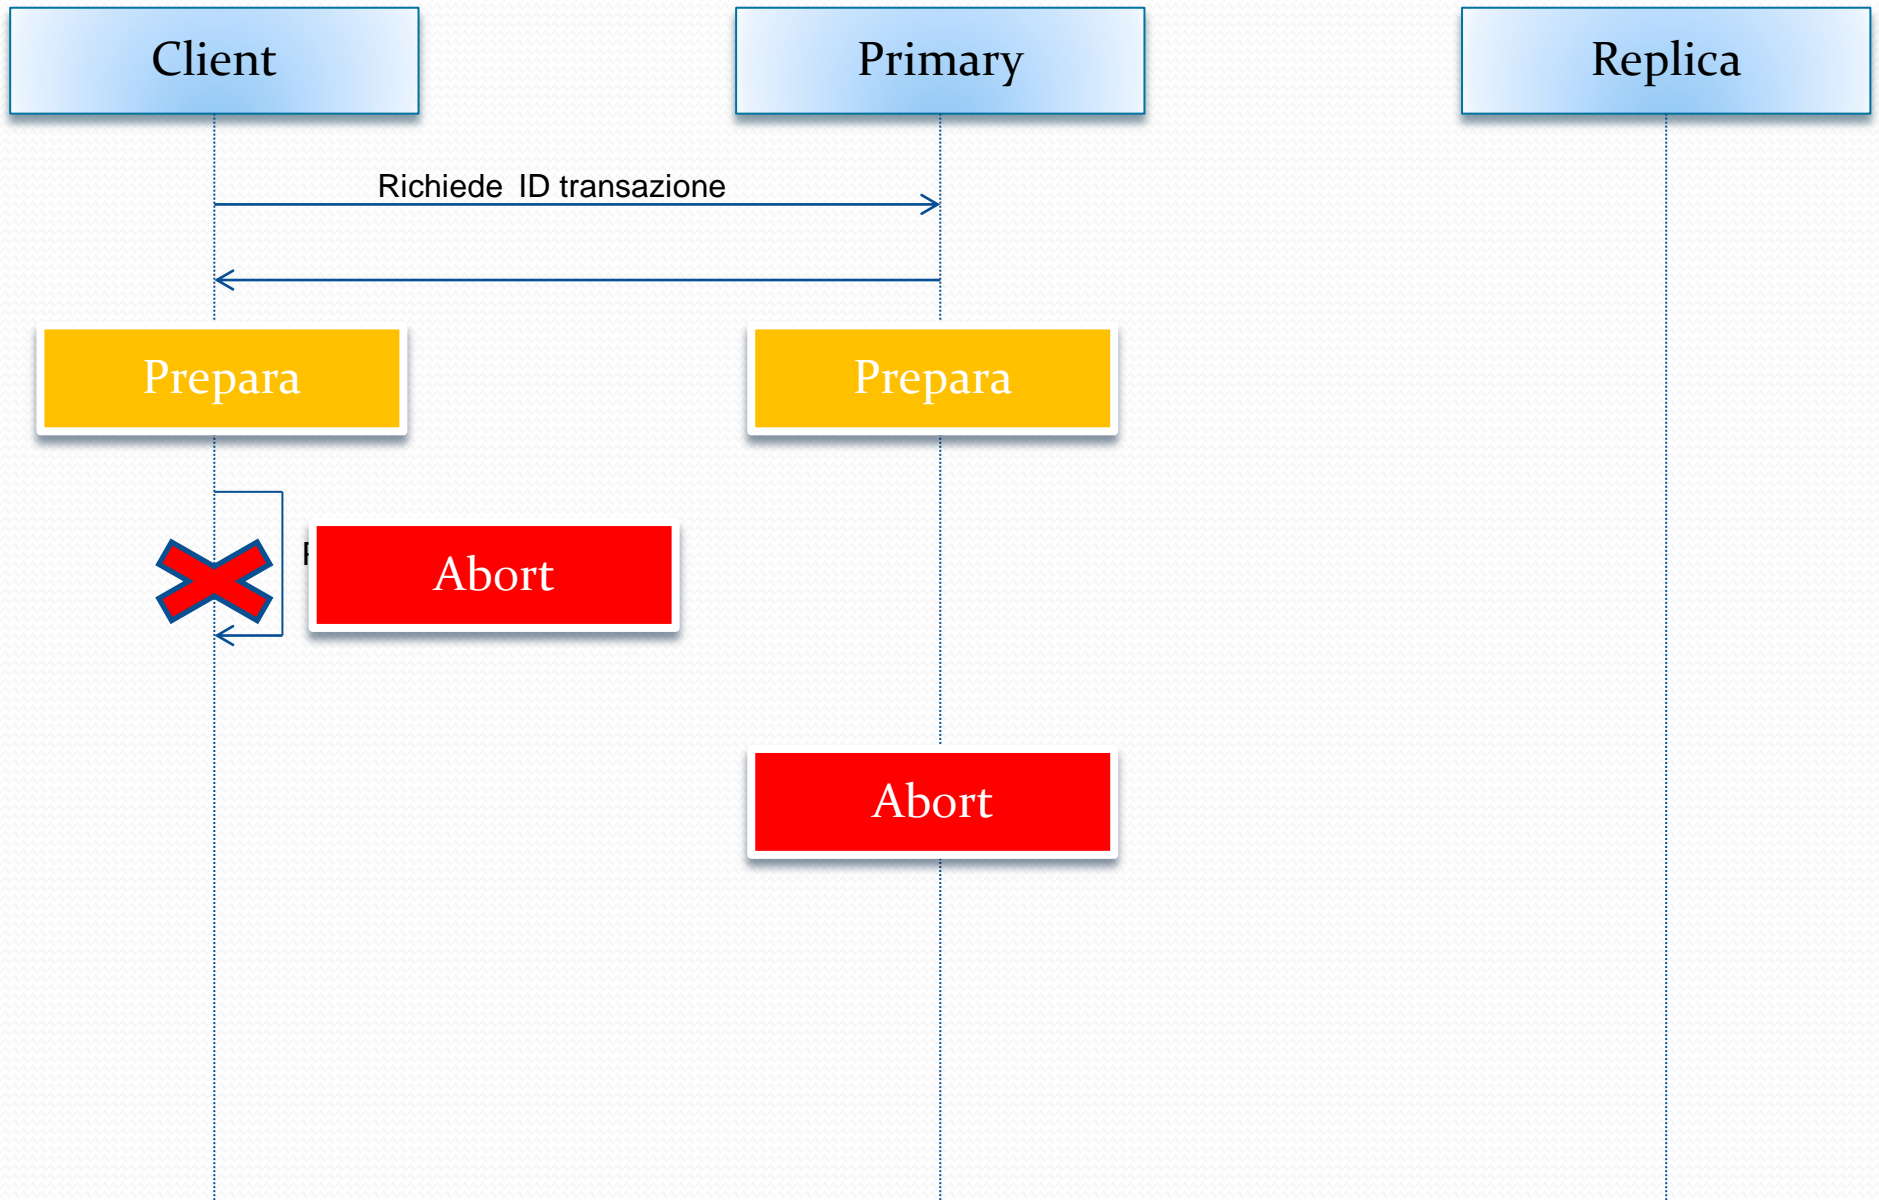 Client
Primary
Replica
Richiede ID transazione
Prepara
Prepara
Abort
Abort